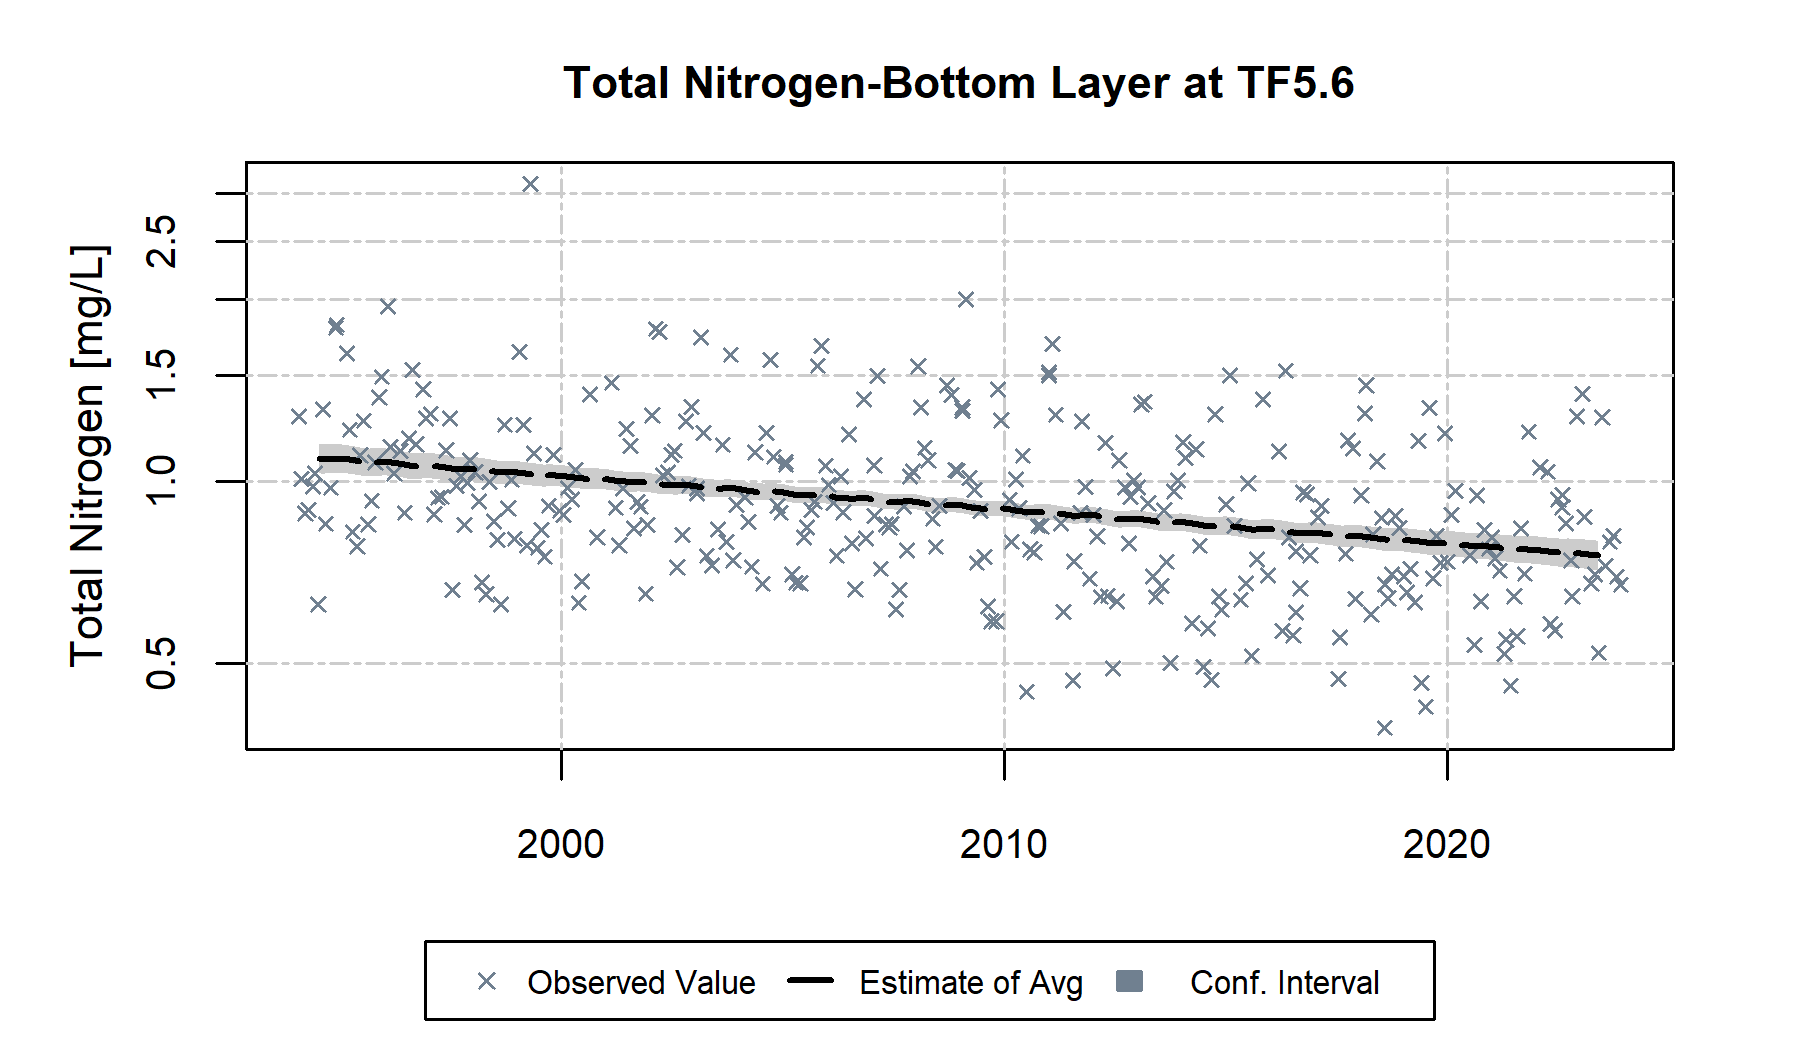 Total Nitrogen-Bottom Layer at TF5.6
Total Nitrogen [mg/L]
2.5
1.5
1.0
0.5
2000 2010 2020
Observed Value Estimate of Avg Conf. Interval